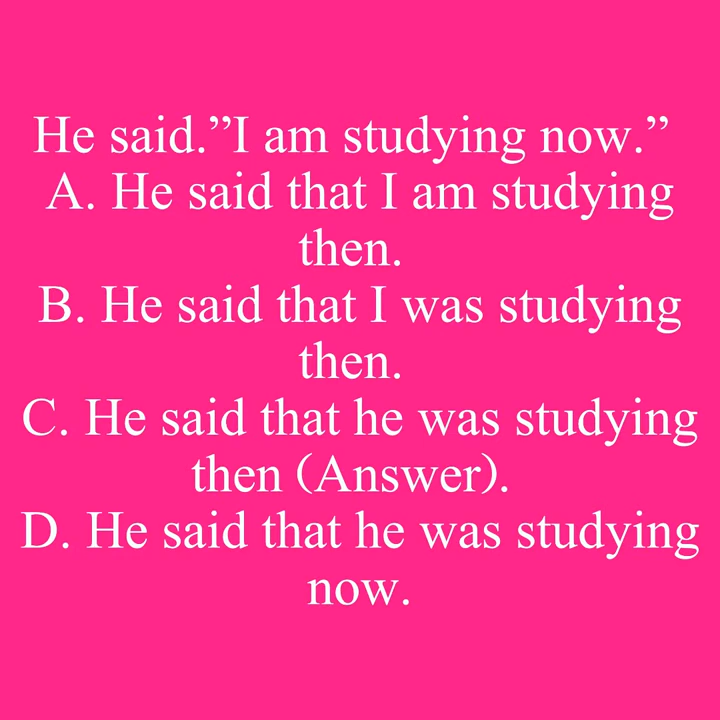 He said.”I am studying now.”
A. He said that I am studying
then.
B. He said that I was studying
then.
C. He said that he was studying
then (Answer).
D. He said that he was studying
now.